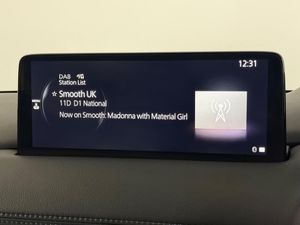 DAB 12:31
Station List
☆ Smooth UK
11D D1 National
Now on Smooth: Madonna with Material Girl